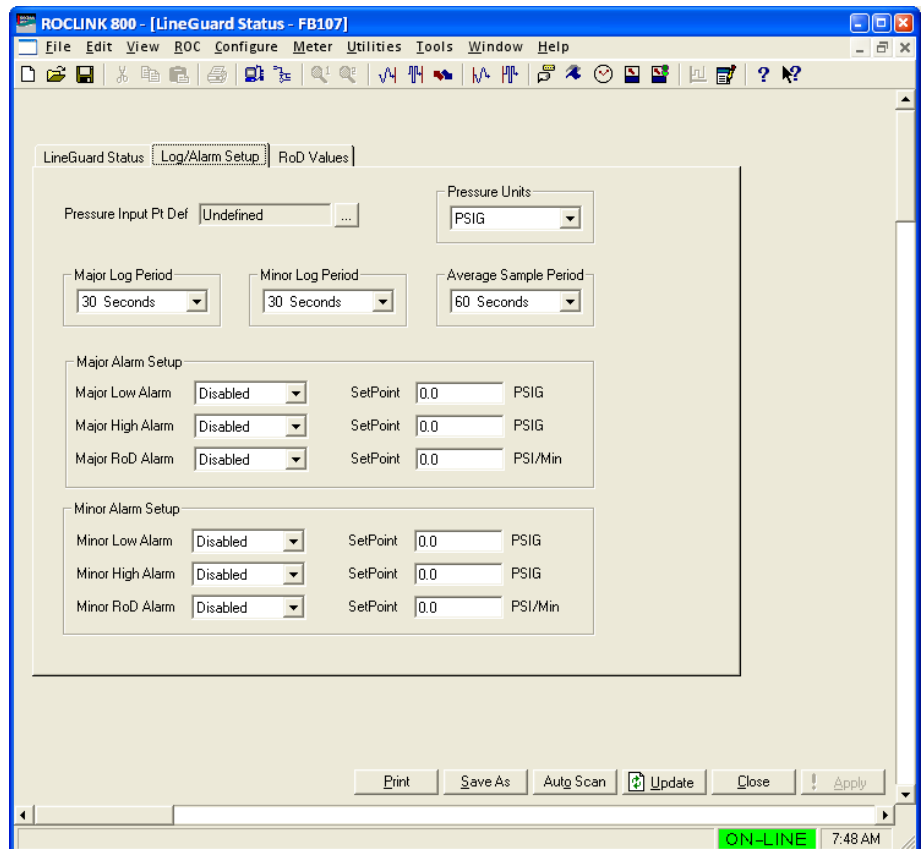 ROCLINK 800 - [LineGuard Status - FB107]
File Edit View ROC Configure Meter Utilities Tools Window Help
LineGuard Status Log/Alarm Setup RoD Values
Pressure Input Pt Def Undefined ...
Pressure Units
PSIG
Major Log Period Minor Log Period Average Sample Period
30 Seconds 30 Seconds 60 Seconds
Major Alarm Setup
Major Low Alarm Disabled SetPoint 0.0 PSIG
Major High Alarm Disabled SetPoint 0.0 PSIG
Major RoD Alarm Disabled SetPoint 0.0 PSI/Min
Minor Alarm Setup
Minor Low Alarm Disabled SetPoint 0.0 PSIG
Minor High Alarm Disabled SetPoint 0.0 PSIG
Minor RoD Alarm Disabled SetPoint 0.0 PSI/Min
Print Save As Auto Scan Update Close ! Apply
ON-LINE 7:48 AM